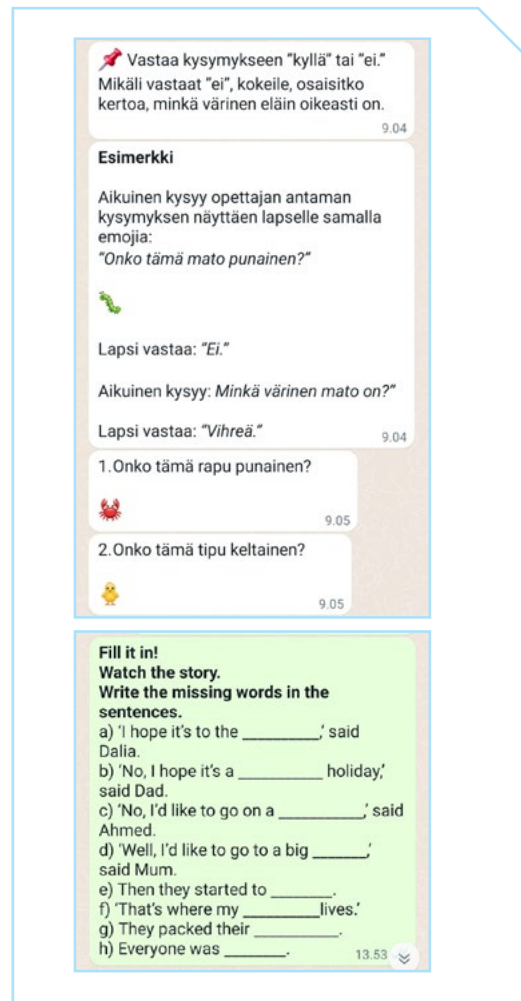 📌 Vastaa kysymykseen "kyllä" tai "ei."
Mikäli vastaat "ei", kokeile, osaisitko
kertoa, minkä värinen eläin oikeasti on.
9.04
Esimerkki
Aikuinen kysyy opettajan antaman
kysymyksen näyttäen lapselle samalla
emojia:
"Onko tämä mato punainen?"
🐛
Lapsi vastaa: "Ei."
Aikuinen kysyy: Minkä värinen mato on?"
Lapsi vastaa: "Vihreä."
9.04
1.Onko tämä rapu punainen?
🦀
9.05
2.Onko tämä tipu keltainen?
🐥
9.05
Fill it in!
Watch the story.
Write the missing words in the
sentences.
a) 'I hope it's to the __________,' said
Dalia.
b) 'No, I hope it's a __________ holiday,'
said Dad.
c) 'No, I'd like to go on a __________,' said
Ahmed.
d) 'Well, I'd like to go to a big _______,'
said Mum.
e) Then they started to ________.
f) 'That's where my _________lives.'
g) They packed their __________.
h) Everyone was ________.
13.53